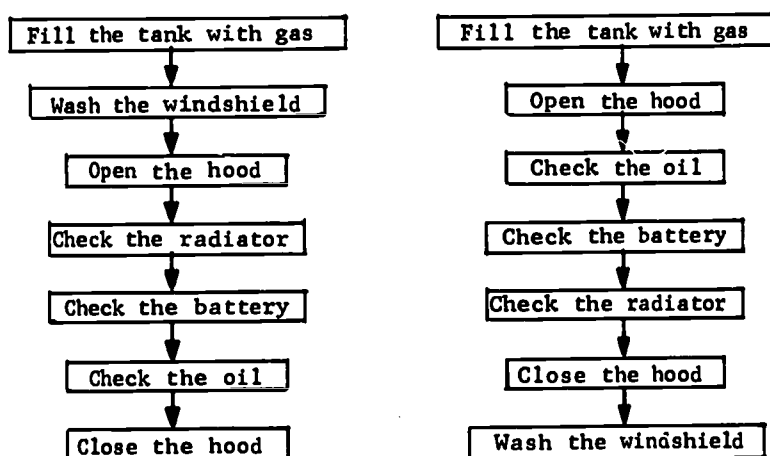 Fill the tank with gas
Wash the windshield
Open the hood
Check the radiator
Check the battery
Check the oil
Close the hood
Fill the tank with gas
Open the hood
Check the oil
Check the battery
Check the radiator
Close the hood
Wash the windshield